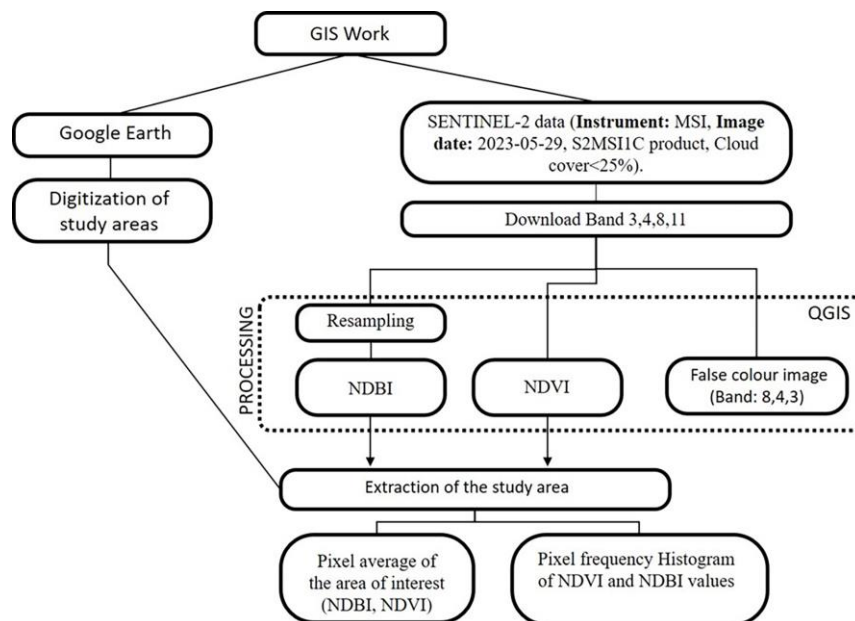 GIS Work
Google Earth
Digitization of
study areas
SENTINEL-2 data (Instrument: MSI, Image
date: 2023-05-29, S2MSI1C product, Cloud
cover<25%).
Download Band 3,4,8,11
PROCESSING
QGIS
Resampling
NDBI
NDVI
False colour image
(Band: 8,4,3)
Extraction of the study area
Pixel average of
the area of interest
(NDBI, NDVI)
Pixel frequency Histogram
of NDVI and NDBI values